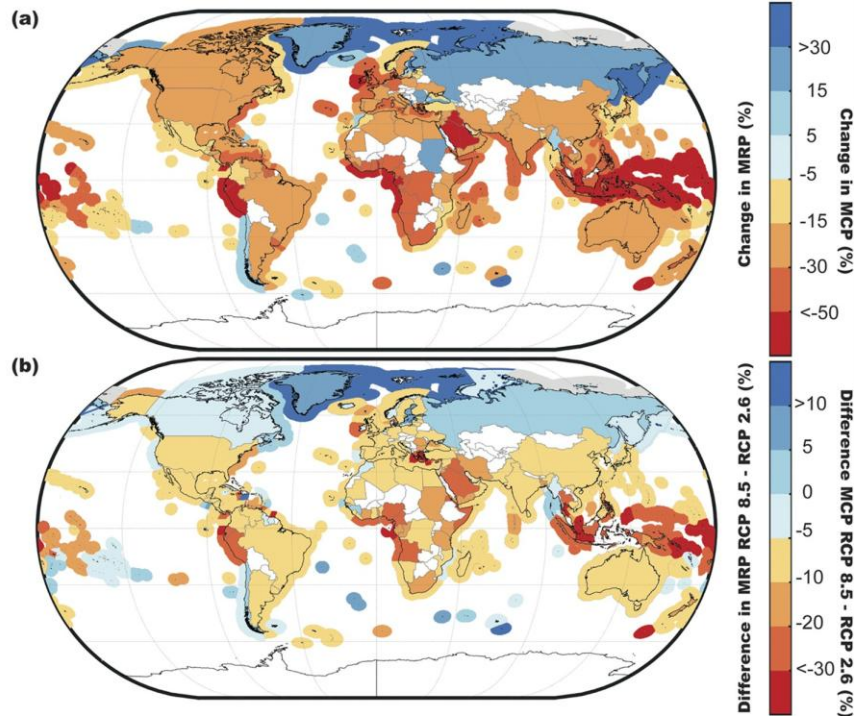 (a)
Change in MRP (%)
>30
15
5
-5
-15
-30
<-50
Change in MCP (%)
(b)
Difference in MRP RCP 8.5 - RCP 2.6 (%)
>10
5
0
-5
-10
-20
<-30
Difference MCP RCP 8.5 - RCP 2.6 (%)